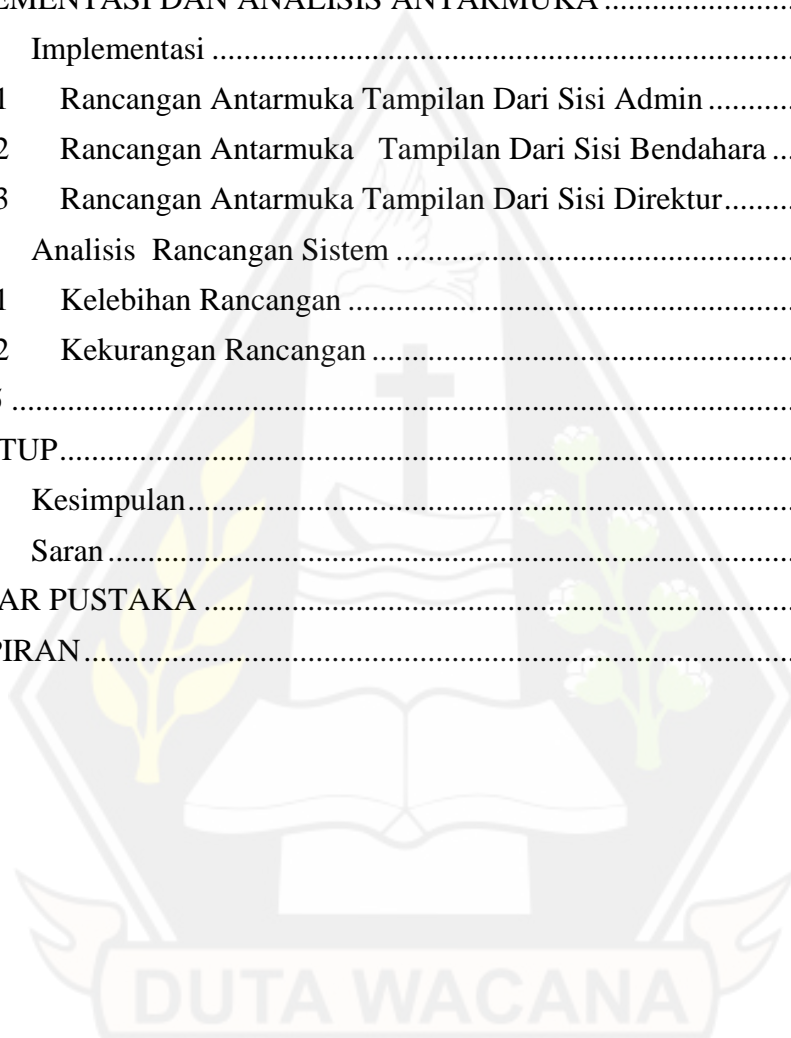 EMENTASI DAN ANALISIS ANTARMUKA ...........................
Implementasi ...........................................................................
1 Rancangan Antarmuka Tampilan Dari Sisi Admin ...........
2 Rancangan Antarmuka Tampilan Dari Sisi Bendahara ...
3 Rancangan Antarmuka Tampilan Dari Sisi Direktur.........
Analisis Rancangan Sistem ....................................................
1 Kelebihan Rancangan ..........................................................
2 Kekurangan Rancangan .......................................................
TUP...............................................................................................
Kesimpulan...............................................................................
Saran.........................................................................................
AR PUSTAKA .............................................................................
PIRAN............................................................................................
DUTA WACANA